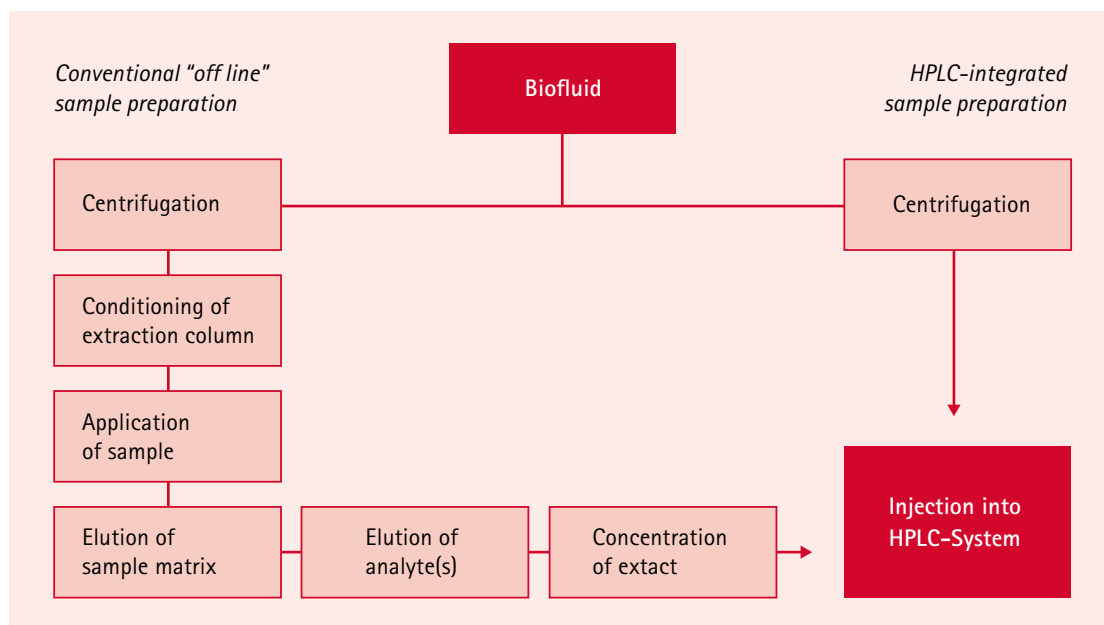 Conventional “off line”
sample preparation
Biofluid
HPLC-integrated
sample preparation
Centrifugation
Centrifugation
Conditioning of
extraction column
Application
of sample
Elution of
sample matrix
Elution of
analyte(s)
Concentration
of extact
Injection into
HPLC-System